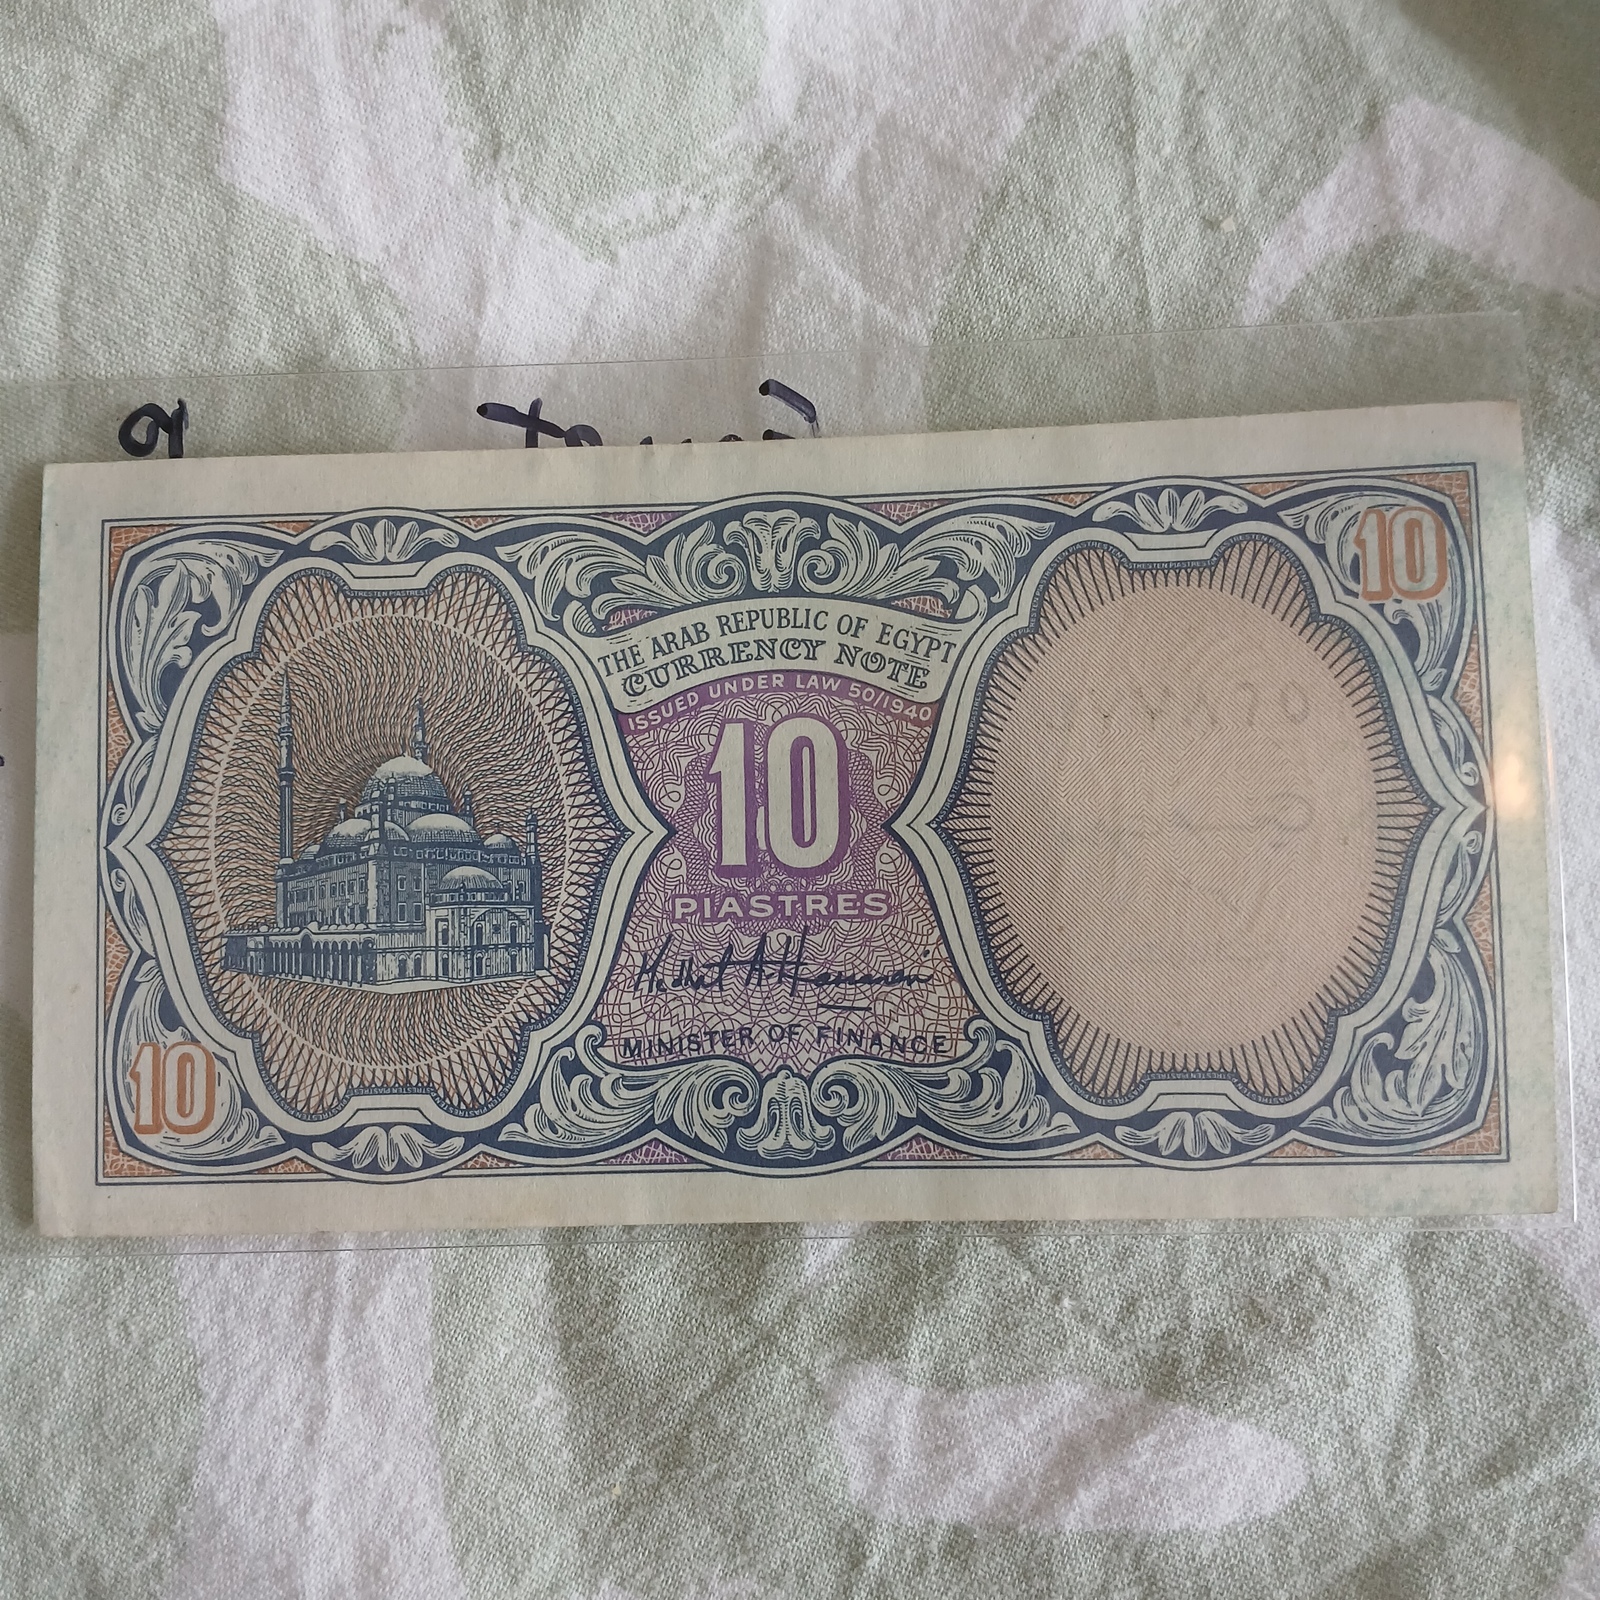 10
THE ARAB REPUBLIC OF EGYPT
CURRENCY NOTE
ISSUED UNDER LAW 50/1940
10
PIASTRES
MINISTER OF FINANCE
10